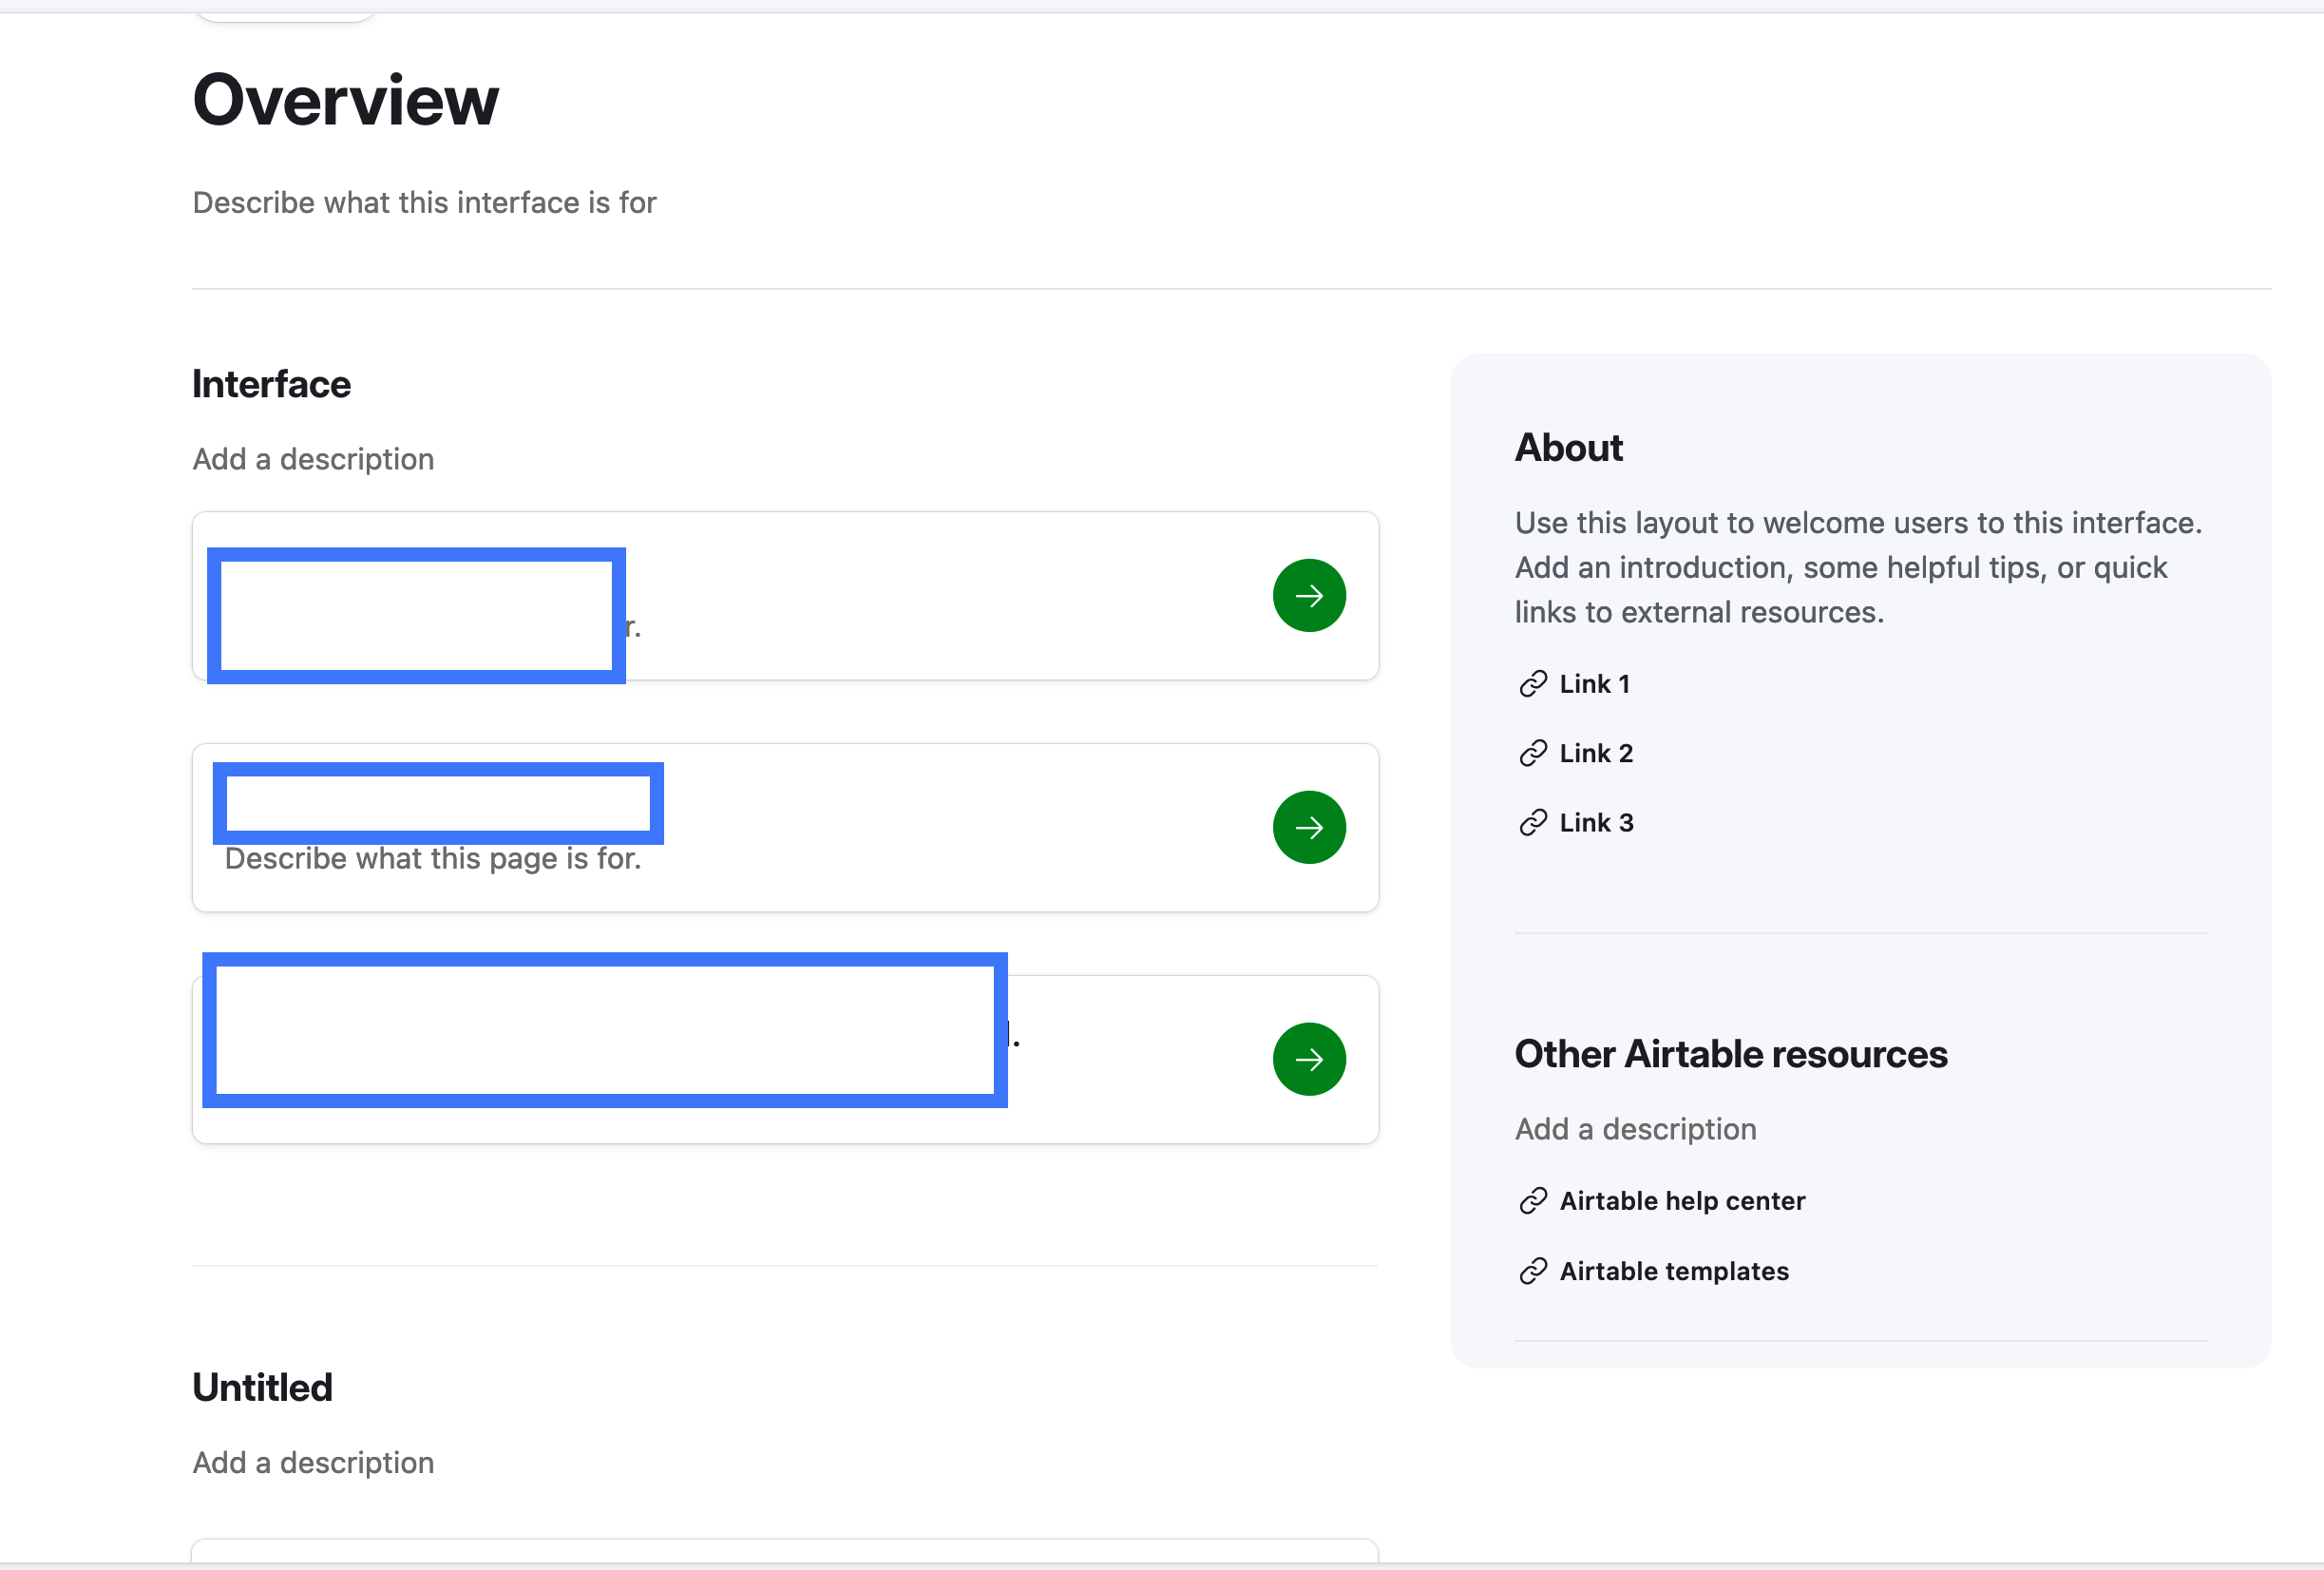 Overview
Describe what this interface is for
Interface
Add a description
Describe what this page is for.
Untitled
Add a description
About
Use this layout to welcome users to this interface.
Add an introduction, some helpful tips, or quick
links to external resources.
Link 1
Link 2
Link 3
Other Airtable resources
Add a description
Airtable help center
Airtable templates